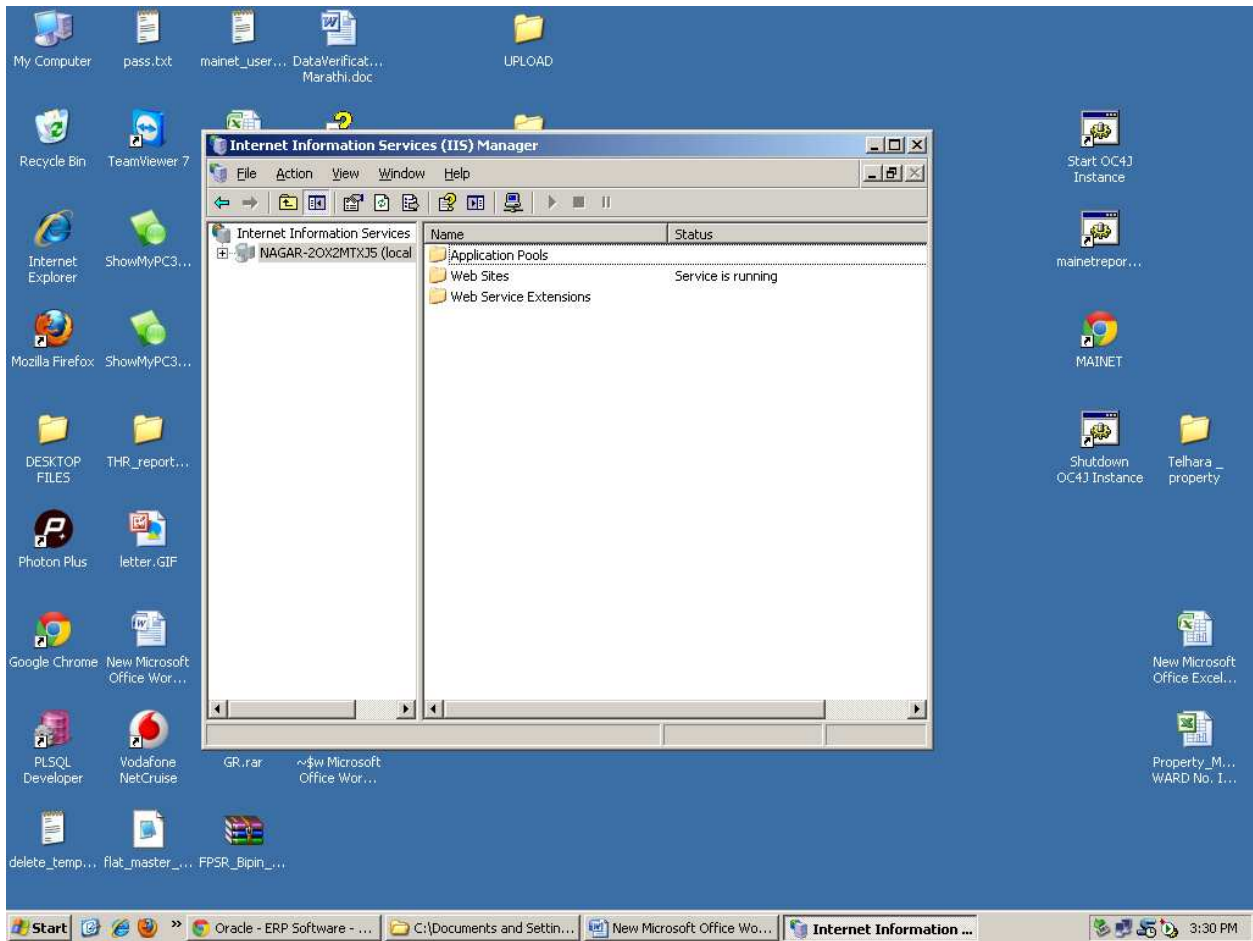 My Computer
pass.txt
mainet_user...
DataVerificat...
Marathi.doc
UPLOAD
Recycle Bin
TeamViewer 7
Start OC4J
Instance
Internet
Explorer
ShowMyPC3...
mainetrepor...
Mozilla Firefox
ShowMyPC3...
MAINET
DESKTOP
FILES
THR_report...
Shutdown
OC4J Instance
Telhara _
property
Photon Plus
letter.GIF
Google Chrome
New Microsoft
Office Wor...
New Microsoft
Office Excel...
PLSQL
Developer
Vodafone
NetCruise
GR.rar
~$w Microsoft
Office Wor...
Property_M...
WARD No. I...
delete_temp...
flat_master_...
FPSR_Bipin_...
Internet Information Services (IIS) Manager
File Action View Window Help
Internet Information Services
NAGAR-2OX2MTXJ5 (local
Name Status
Application Pools
Web Sites Service is running
Web Service Extensions
Start
Oracle - ERP Software - ...
C:\Documents and Settin...
New Microsoft Office Wo...
Internet Information ...
3:30 PM